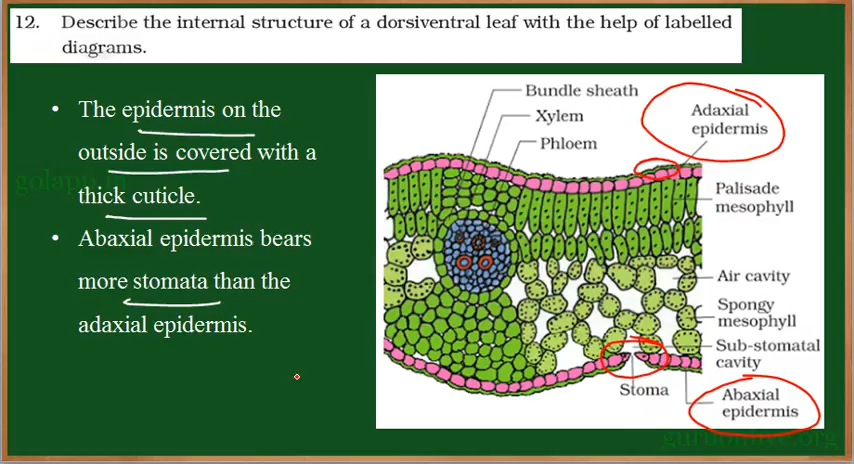 12. Describe the internal structure of a dorsiventral leaf with the help of labelled
diagrams.
• The epidermis on the
outside is covered with a
thick cuticle.
• Abaxial epidermis bears
more stomata than the
adaxial epidermis.
Bundle sheath
Xylem
Phloem
Adaxial
epidermis
Palisade
mesophyll
Air cavity
Spongy
mesophyll
Sub-stomatal
cavity
Stoma
Abaxial
epidermis